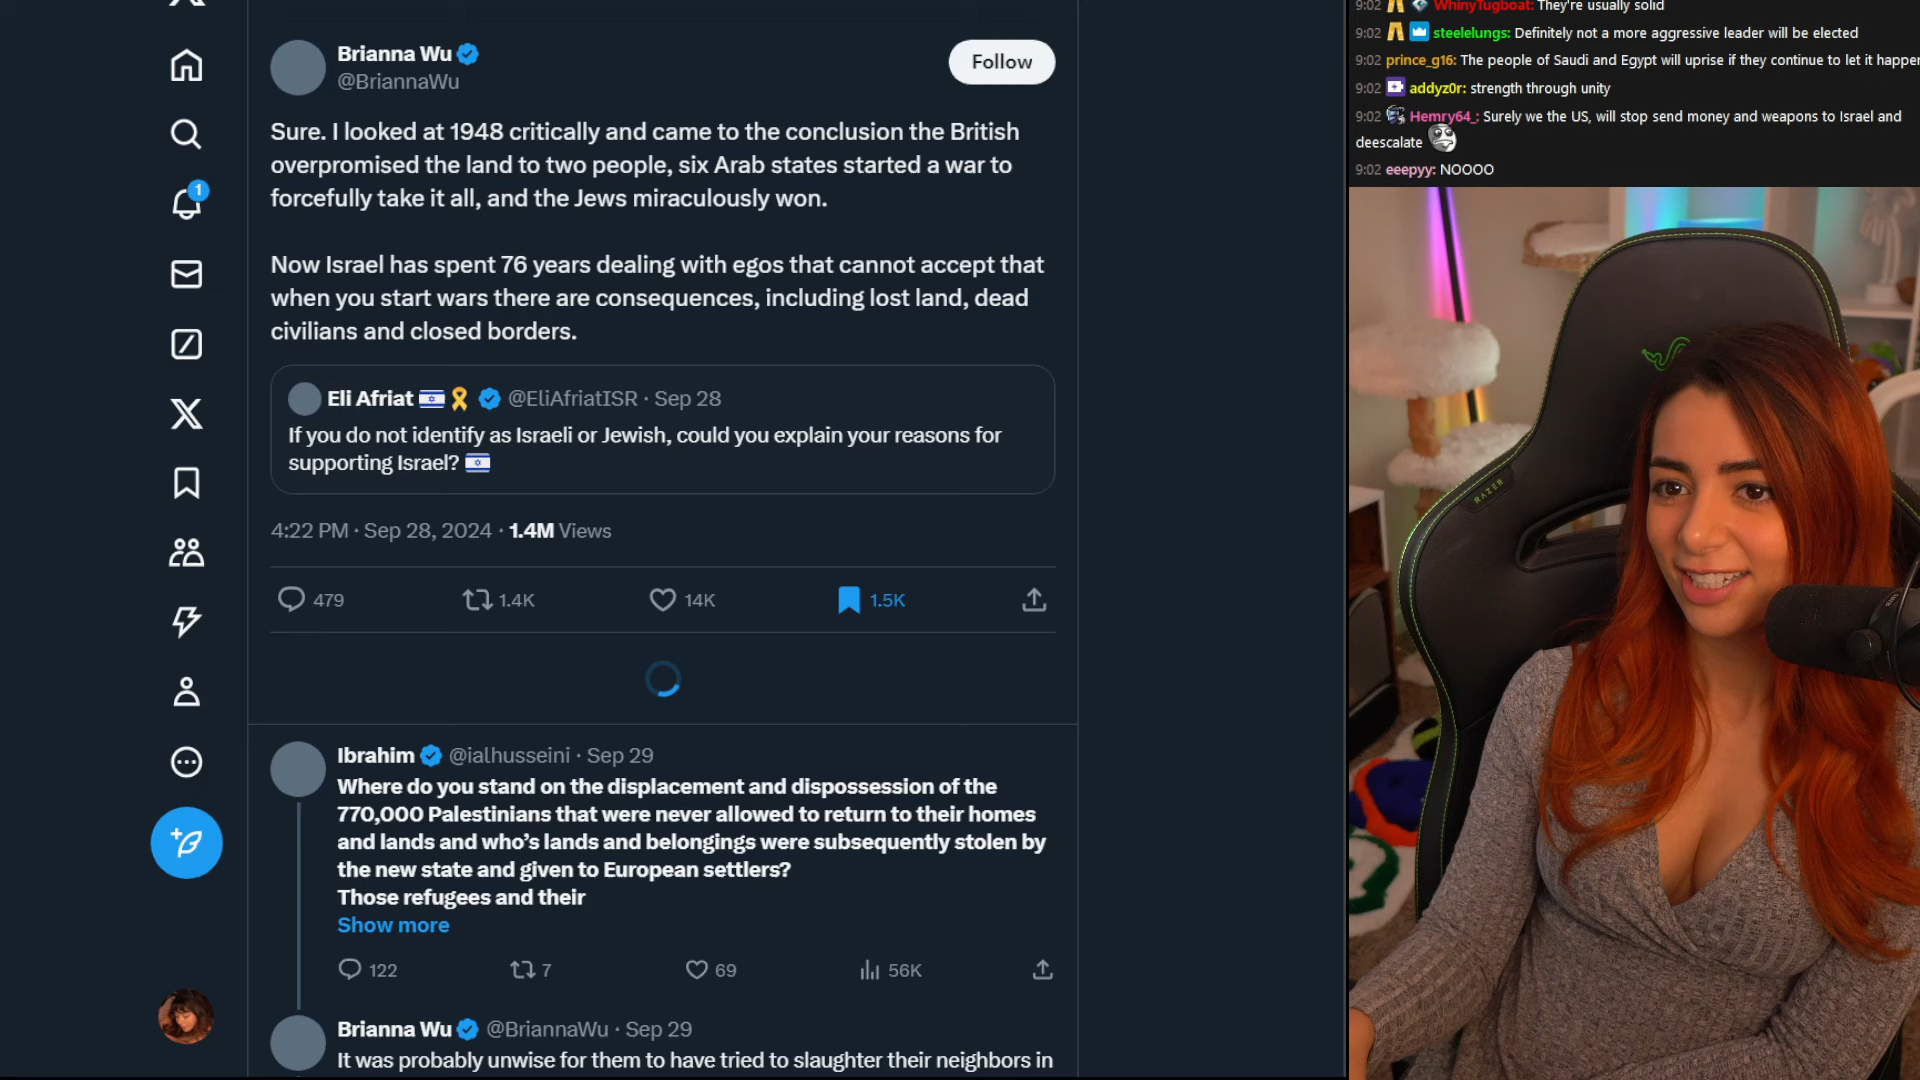 Brianna Wu
@BriannaWu
Follow
Sure. I looked at 1948 critically and came to the conclusion the British
overpromised the land to two people, six Arab states started a war to
forcefully take it all, and the Jews miraculously won.
Now Israel has spent 76 years dealing with egos that cannot accept that
when you start wars there are consequences, including lost land, dead
civilians and closed borders.
Eli Afriat @EliAfriatISR · Sep 28
If you do not identify as Israeli or Jewish, could you explain your reasons for
supporting Israel?
4:22 PM · Sep 28, 2024 · 1.4M Views
479 1.4K 14K 1.5K
Ibrahim @ialhusseini · Sep 29
Where do you stand on the displacement and dispossession of the
770,000 Palestinians that were never allowed to return to their homes
and lands and who's lands and belongings were subsequently stolen by
the new state and given to European settlers?
Those refugees and their
Show more
122 7 69 56K
Brianna Wu @BriannaWu · Sep 29
It was probably unwise for them to have tried to slaughter their neighbors in
1
9:02 WhinyTugboat: They're usually solid
9:02 steelelungs: Definitely not a more aggressive leader will be elected
9:02 prince_g16: The people of Saudi and Egypt will uprise if they continue to let it happen
9:02 addyz0r: strength through unity
9:02 Hemry64_: Surely we the US, will stop send money and weapons to Israel and
deescalate
9:02 eeepyy: NOOOO
RAZER